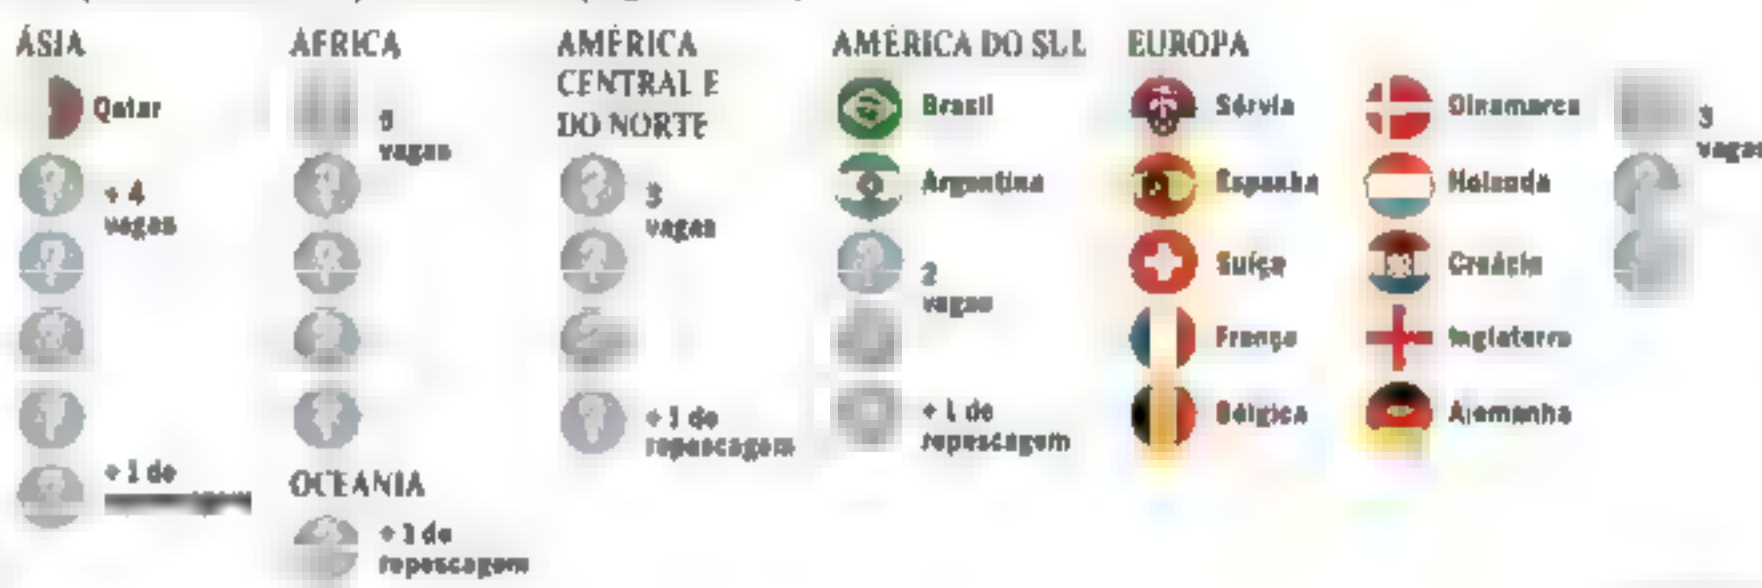 ÁSIA
Qatar
+ 4
vagas
+ 1 de
ÁFRICA
5
vagas
OCEANIA
+ 1 de
repescagem
AMÉRICA
CENTRAL E
DO NORTE
3
vagas
+ 1 de
repescagem
AMÉRICA DO SUL
Brasil
Argentina
2
vagas
+ 1 de
repescagem
EUROPA
Sérvia
Espanha
Suíça
França
Bélgica
Dinamarca
Holanda
Croácia
Inglaterra
Alemanha
3
vagas